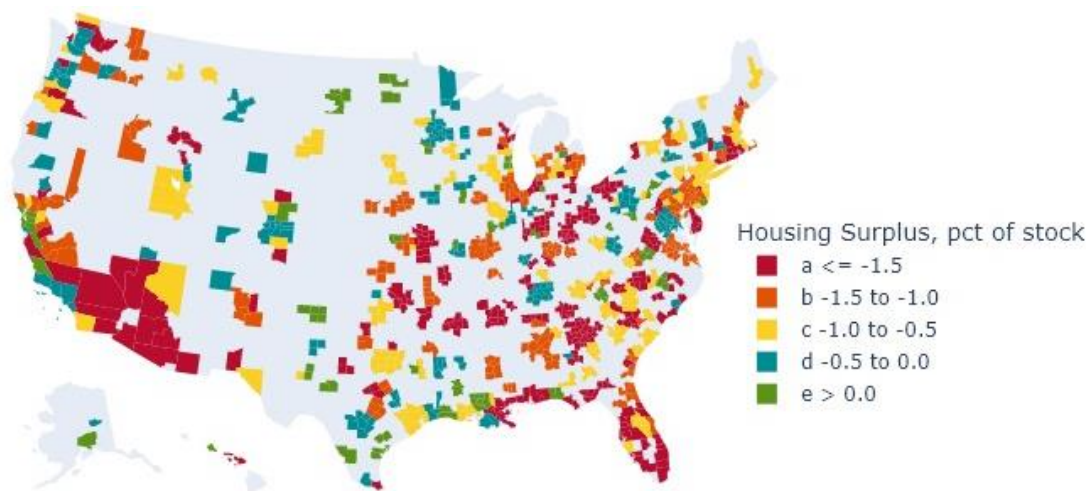 Housing Surplus, pct of stock
a <= -1.5
b -1.5 to -1.0
c -1.0 to -0.5
d -0.5 to 0.0
e > 0.0